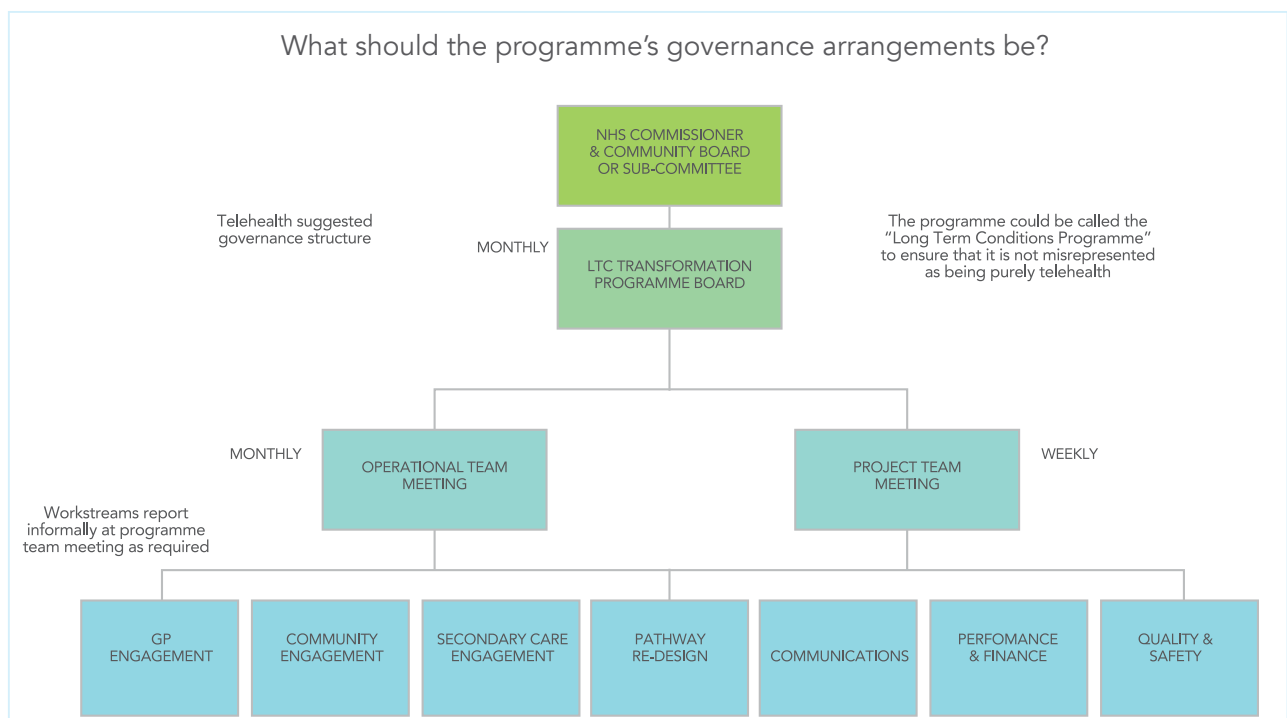 What should the programme's governance arrangements be?
NHS COMMISSIONER
& COMMUNITY BOARD
OR SUB-COMMITTEE
Telehealth suggested
governance structure
MONTHLY
LTC TRANSFORMATION
PROGRAMME BOARD
The programme could be called the
“Long Term Conditions Programme”
to ensure that it is not misrepresented
as being purely telehealth
MONTHLY
OPERATIONAL TEAM
MEETING
PROJECT TEAM
MEETING
WEEKLY
Workstreams report
informally at programme
team meeting as required
GP
ENGAGEMENT
COMMUNITY
ENGAGEMENT
SECONDARY CARE
ENGAGEMENT
PATHWAY
RE-DESIGN
COMMUNICATIONS
PERFOMANCE
& FINANCE
QUALITY &
SAFETY